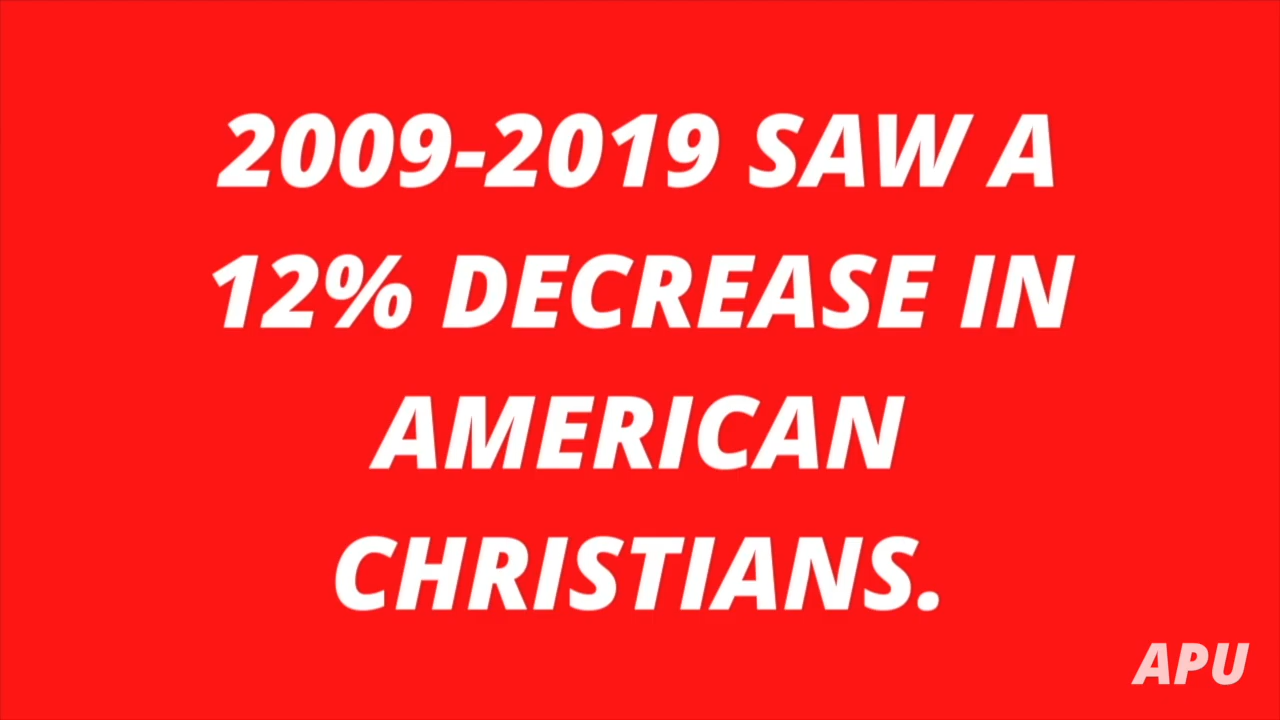 2009-2019 SAW A
12% DECREASE IN
AMERICAN
CHRISTIANS.
APU